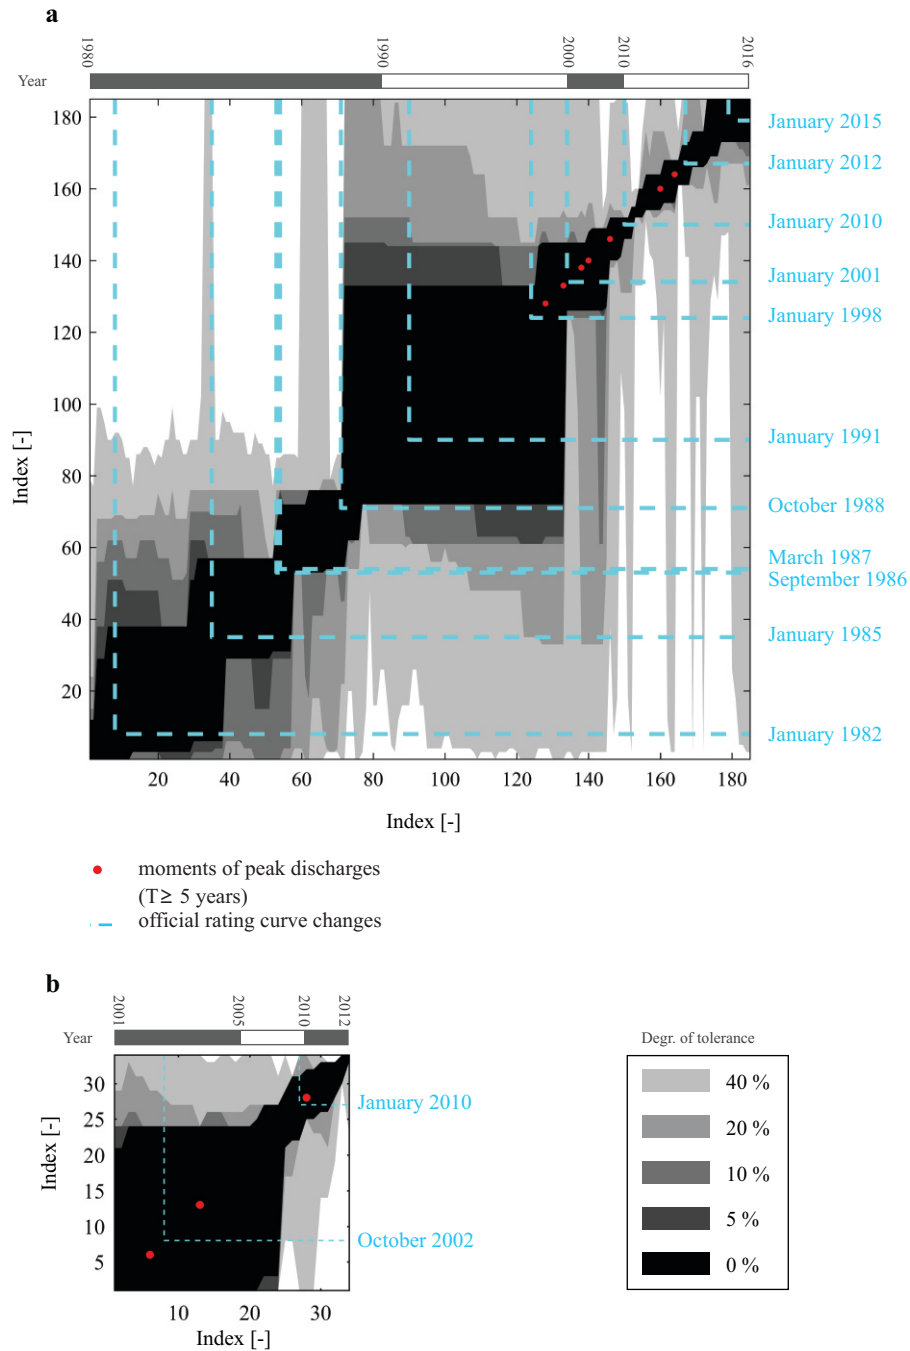 a
1980
1990
2000
2010
2016
Year
180
160
140
120
100
80
60
40
20
Index [-]
January 2015
January 2012
January 2010
January 2001
January 1998
January 1991
October 1988
March 1987
September 1986
January 1985
January 1982
20 40 60 80 100 120 140 160 180
Index [-]
moments of peak discharges
(T≥ 5 years)
official rating curve changes
b
2001
2005
2010
2012
Year
30
25
20
15
10
5
Index [-]
January 2010
October 2002
10 20 30
Index [-]
Degr. of tolerance
40 %
20 %
10 %
5 %
0 %